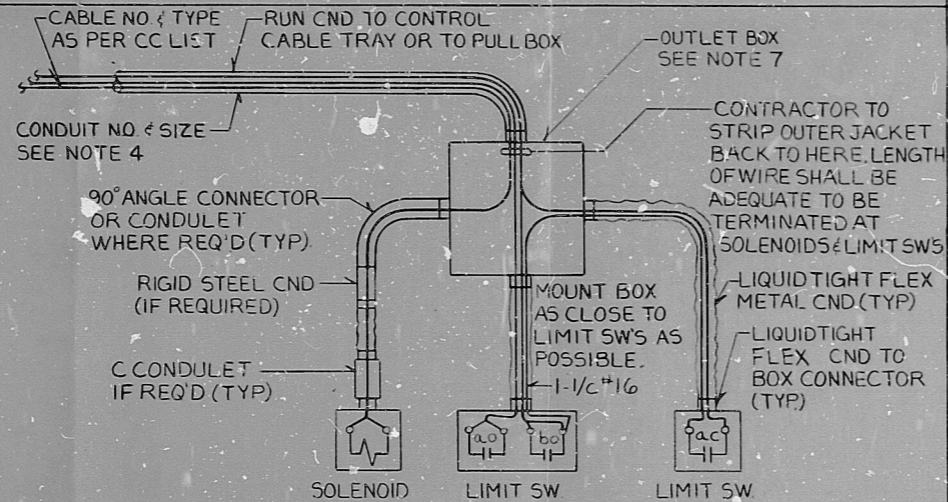 CABLE NO. & TYPE
AS PER CC LIST
RUN CND TO CONTROL
CABLE TRAY OR TO PULL BOX
OUTLET BOX
SEE NOTE 7
CONDUIT NO. & SIZE
SEE NOTE 4
CONTRACTOR TO
STRIP OUTER JACKET
BACK TO HERE. LENGTH
OF WIRE SHALL BE
ADEQUATE TO BE
TERMINATED AT
SOLENOIDS & LIMIT SW'S
90° ANGLE CONNECTOR
OR CONDULET
WHERE REQ'D (TYP).
RIGID STEEL CND
(IF REQUIRED)
MOUNT BOX
AS CLOSE TO
LIMIT SW'S AS
POSSIBLE.
1-1/C #16
LIQUID TIGHT FLEX
METAL CND (TYP)
LIQUIDTIGHT
FLEX CND TO
BOX CONNECTOR
(TYP.)
C CONDULET
IF REQ'D (TYP)
ao
bo
ac
SOLENOID
LIMIT SW.
LIMIT SW.